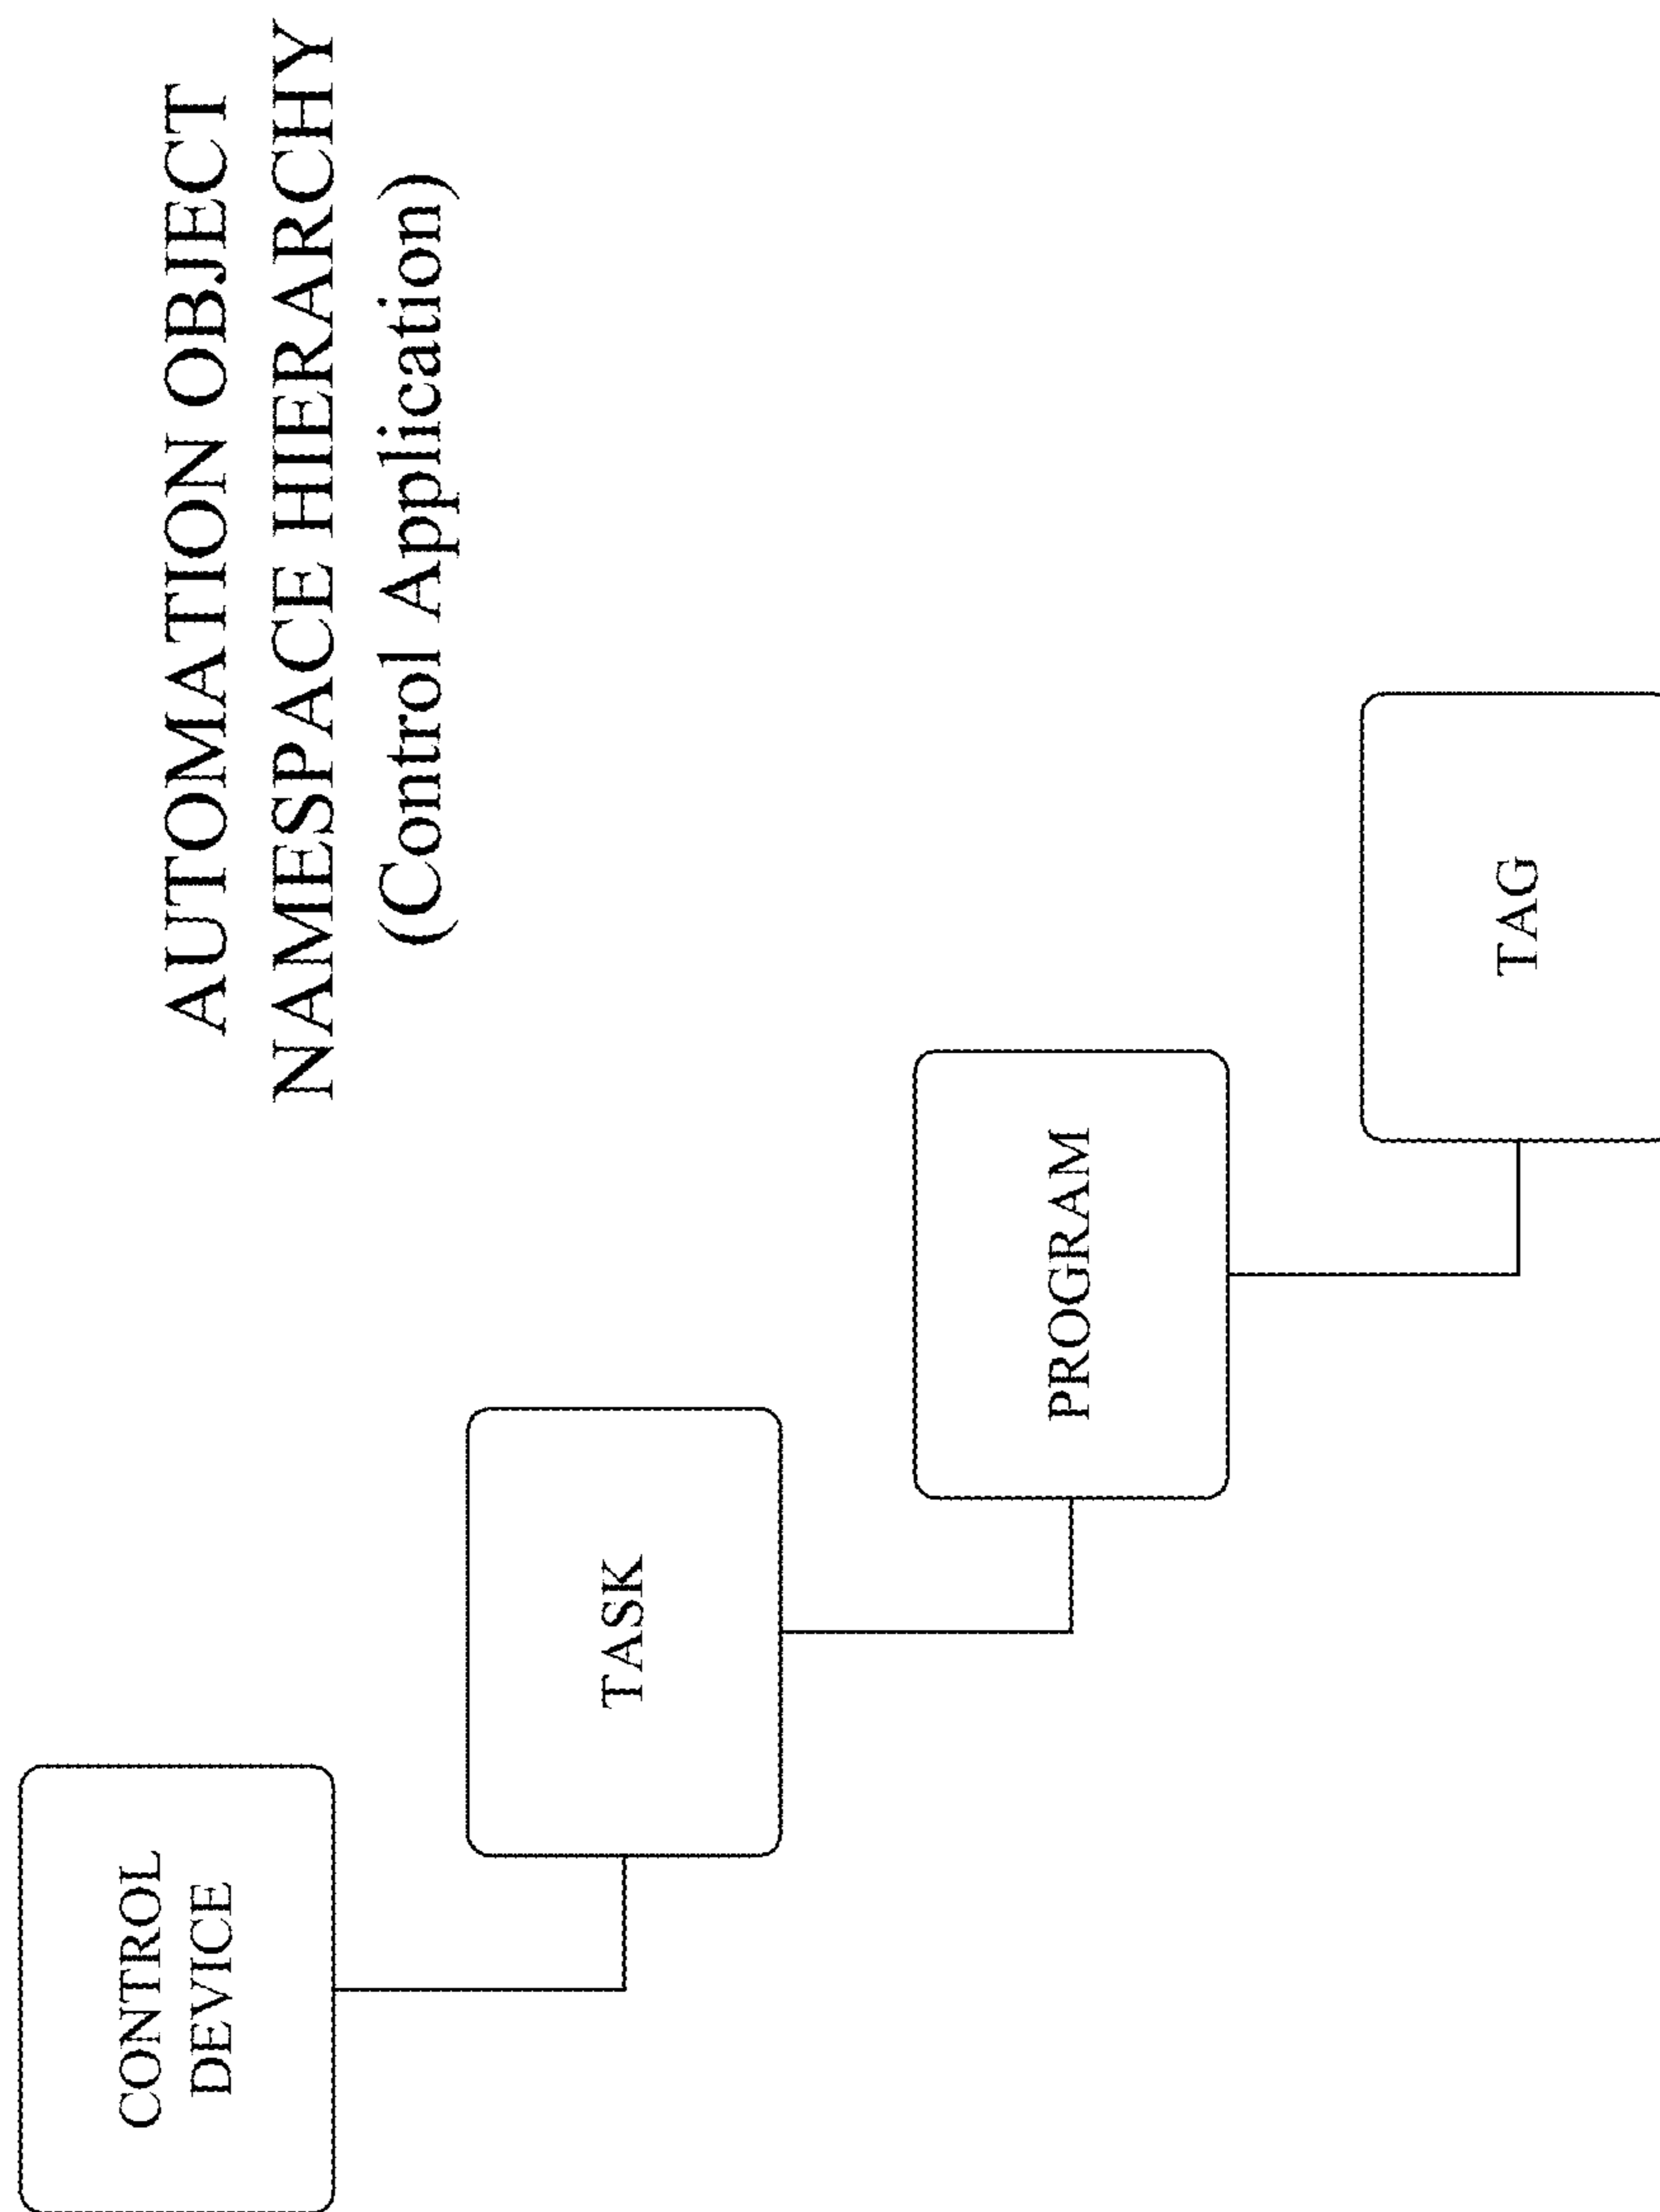 AUTOMATION OBJECT
NAMESPACE HIERARCHY
(Control Application)
CONTROL
DEVICE
TASK
PROGRAM
TAG